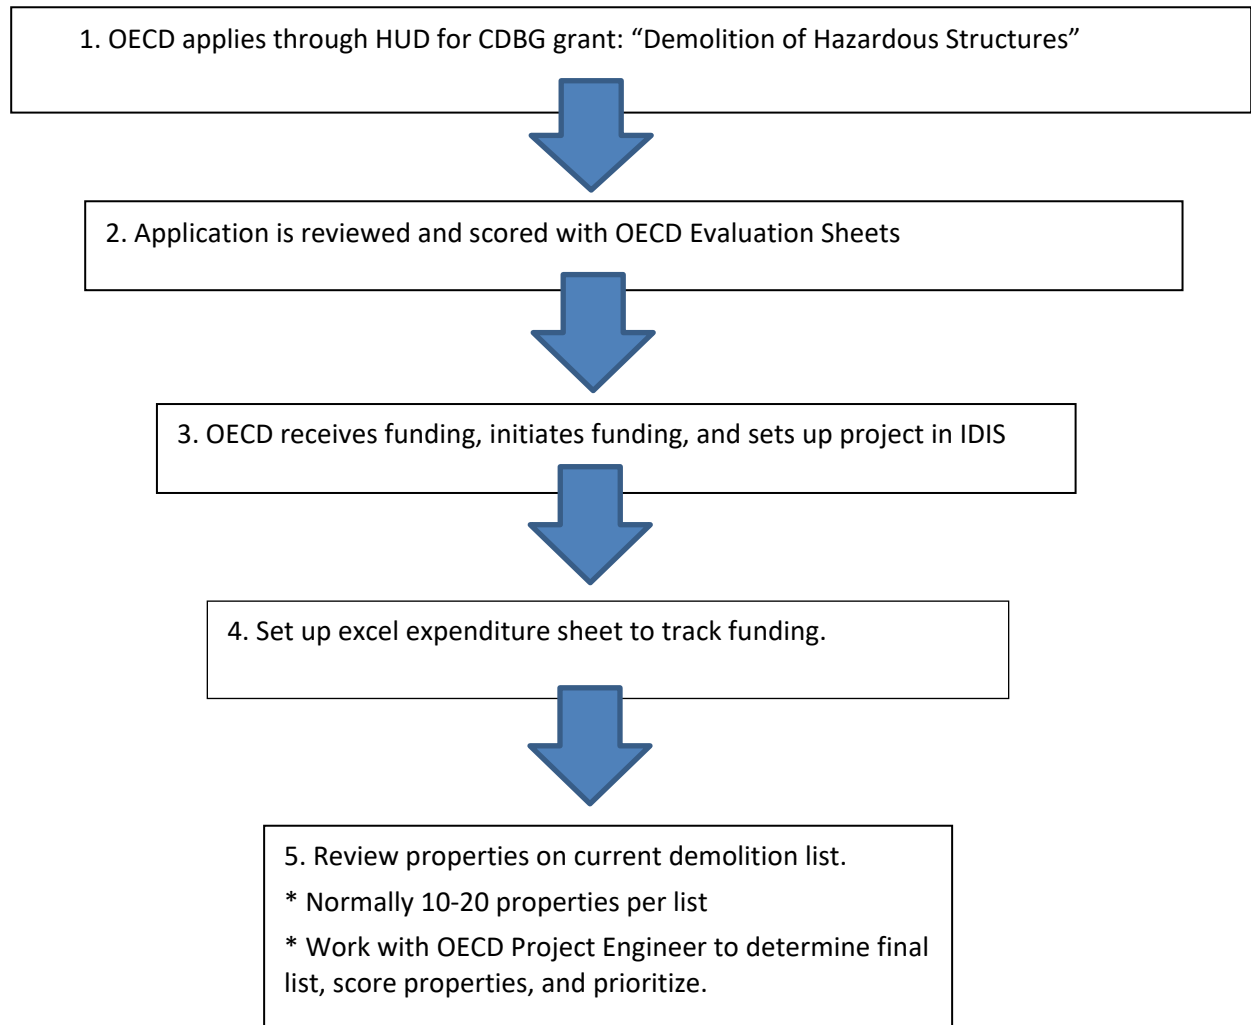 1. OECD applies through HUD for CDBG grant: “Demolition of Hazardous Structures”
2. Application is reviewed and scored with OECD Evaluation Sheets
3. OECD receives funding, initiates funding, and sets up project in IDIS
4. Set up excel expenditure sheet to track funding.
5. Review properties on current demolition list.
* Normally 10-20 properties per list
* Work with OECD Project Engineer to determine final
list, score properties, and prioritize.